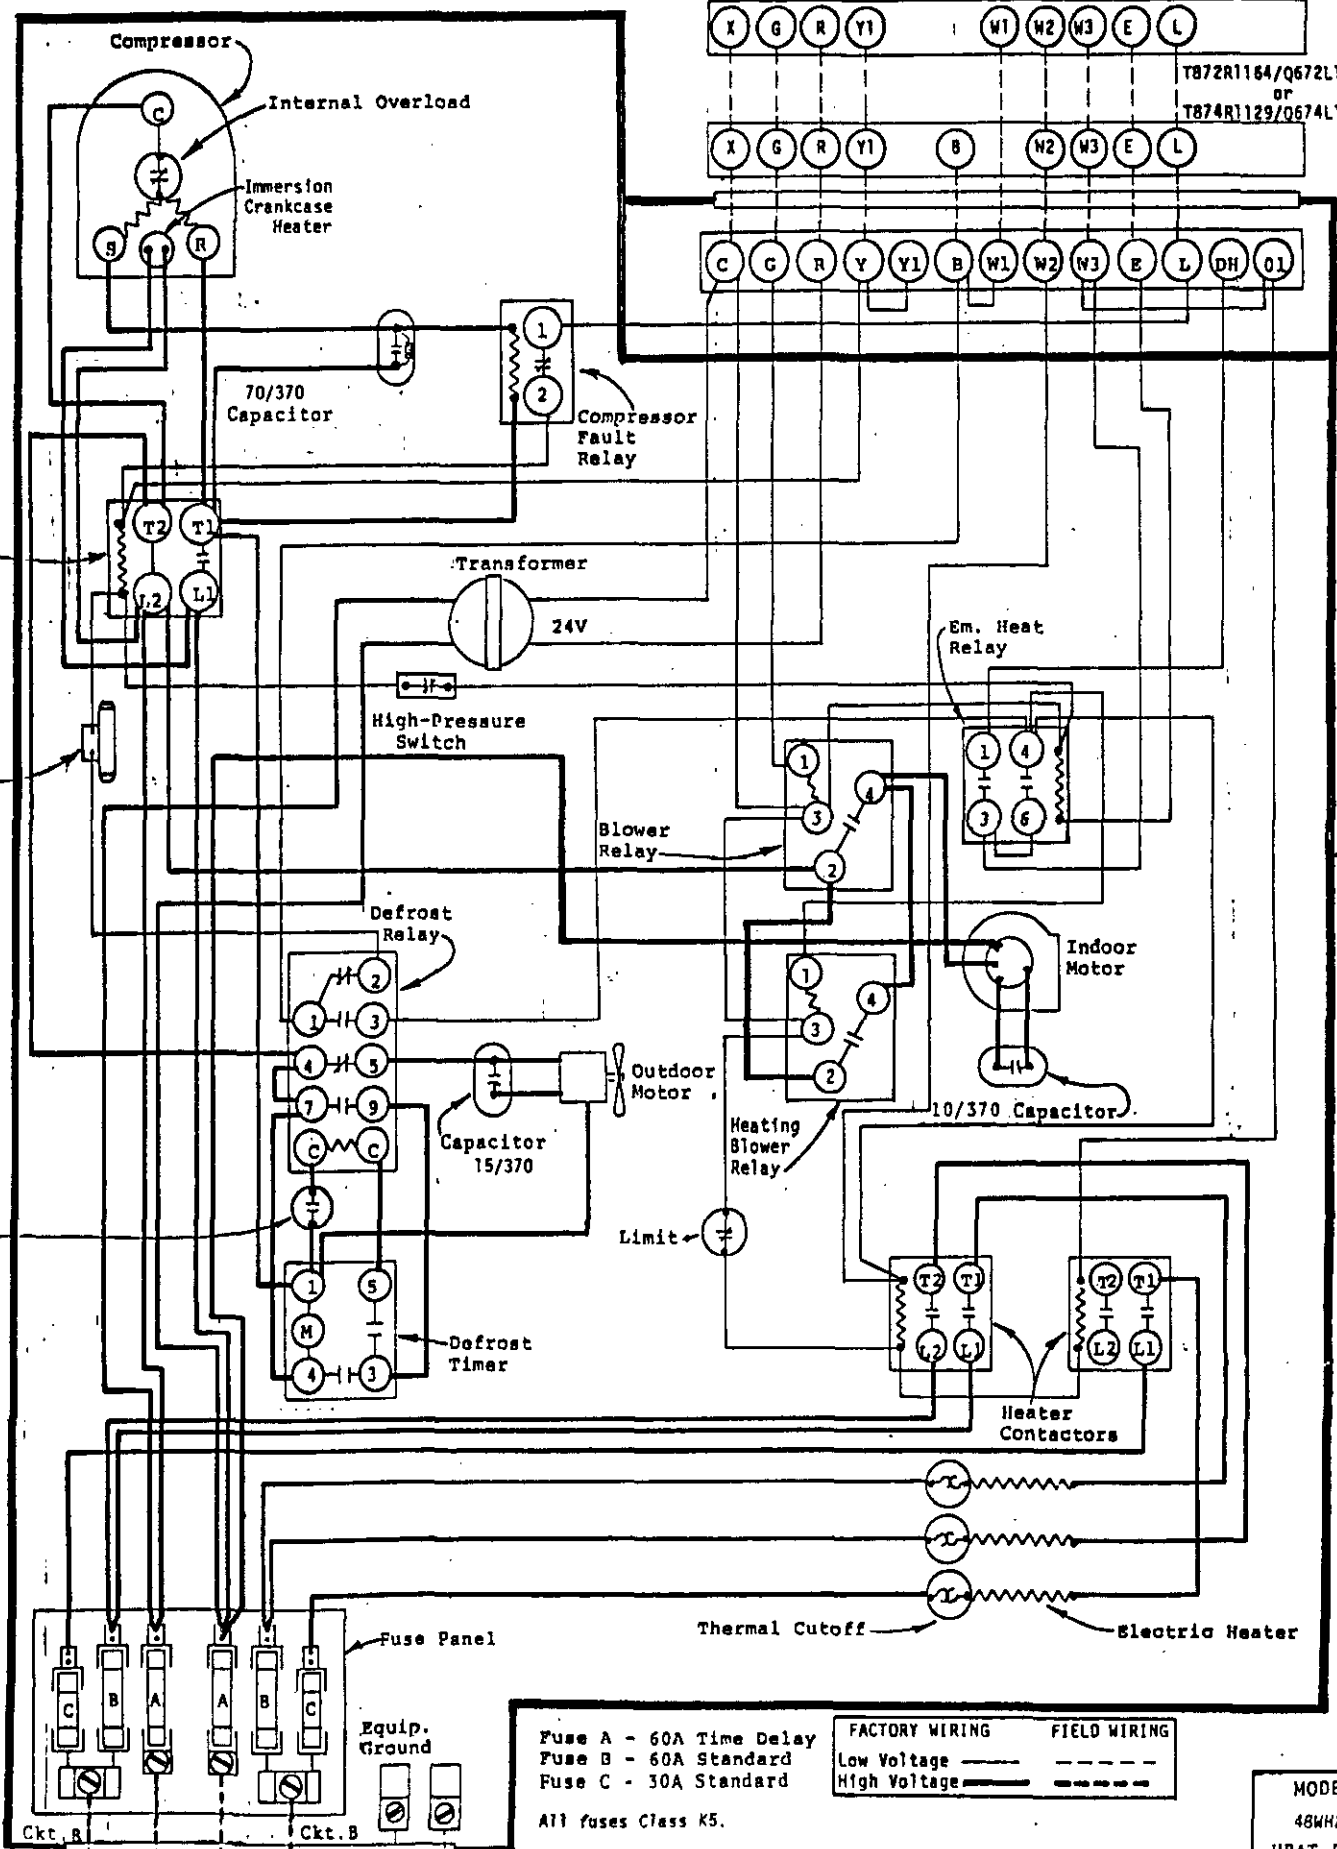 Compressor
Internal Overload
Immersion
Crankcase
Heater
C
S
R
X G R Y1 W1 W2 W3 E L
T872R1164/Q672L1
or
T874R1129/Q674L1
X G R Y1 B W2 W3 E L
C G R Y Y1 B W1 W2 W3 E L DH O1
70/370
Capacitor
1
2
Compressor
Fault
Relay
T2 T1
L2 L1
Transformer
24V
High-Pressure
Switch
Em. Heat
Relay
1 4
3 6
Blower
Relay
1
4
3
2
Defrost
Relay
2
1 3
4 5
7 9
C C
Indoor
Motor
10/370 Capacitor
1
4
3
2
Heating
Blower
Relay
Outdoor
Motor
Capacitor
15/370
Limit
1 5
M
4 3
Defrost
Timer
T2 T1
L2 L1
T2 T1
L2 L1
Heater
Contactors
Thermal Cutoff
Electric Heater
Fuse Panel
C B A A B C
Equip.
Ground
Ckt.
Ckt.B
Fuse A - 60A Time Delay
Fuse B - 60A Standard
Fuse C - 30A Standard
All fuses Class K5.
FACTORY WIRING FIELD WIRING
Low Voltage
High Voltage
MODE
48WH